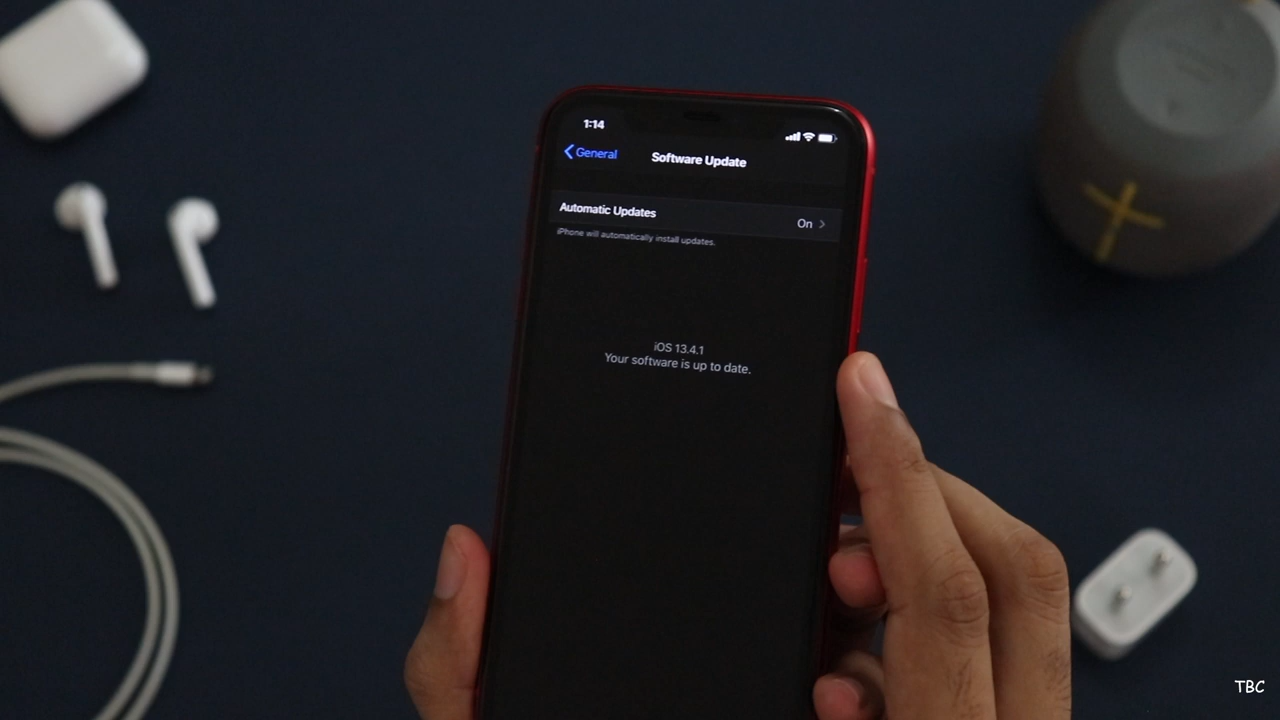 1:14
General
Software Update
Automatic Updates
On
iPhone will automatically install updates.
iOS 13.4.1
Your software is up to date.
TBC